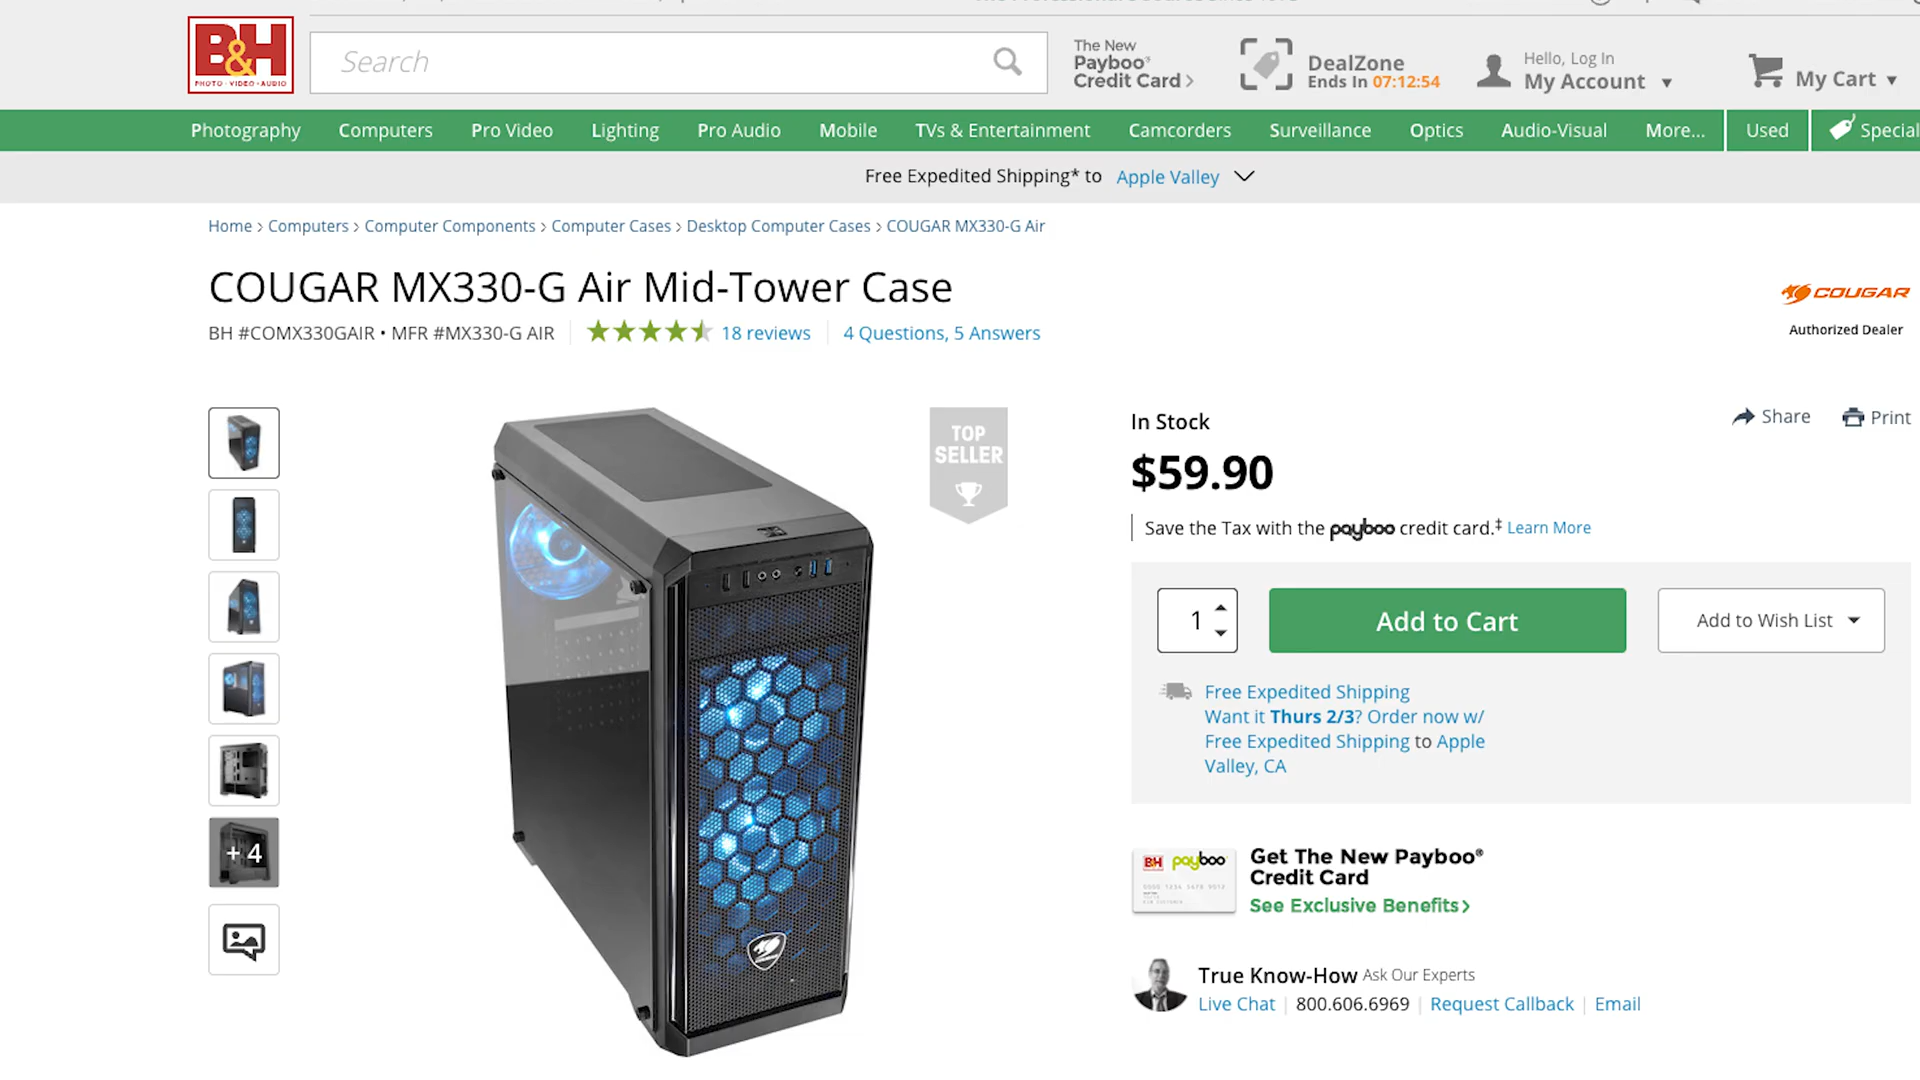 B&H
PHOTO · VIDEO · AUDIO
Search
The New
Payboo®
Credit Card >
DealZone
Ends In 07:12:54
Hello, Log In
My Account
My Cart
Photography Computers Pro Video Lighting Pro Audio Mobile TVs & Entertainment Camcorders Surveillance Optics Audio-Visual More... Used Special
Free Expedited Shipping* to Apple Valley
Home > Computers > Computer Components > Computer Cases > Desktop Computer Cases > COUGAR MX330-G Air
COUGAR MX330-G Air Mid-Tower Case
BH #COMX330GAIR • MFR #MX330-G AIR 18 reviews 4 Questions, 5 Answers
COUGAR
Authorized Dealer
TOP
SELLER
In Stock
Share Print
$59.90
Save the Tax with the payboo credit card.‡ Learn More
1
Add to Cart
Add to Wish List
Free Expedited Shipping
Want it Thurs 2/3? Order now w/
Free Expedited Shipping to Apple
Valley, CA
+ 4
B&H payboo
Get The New Payboo®
Credit Card
See Exclusive Benefits >
True Know-How Ask Our Experts
Live Chat | 800.606.6969 | Request Callback | Email